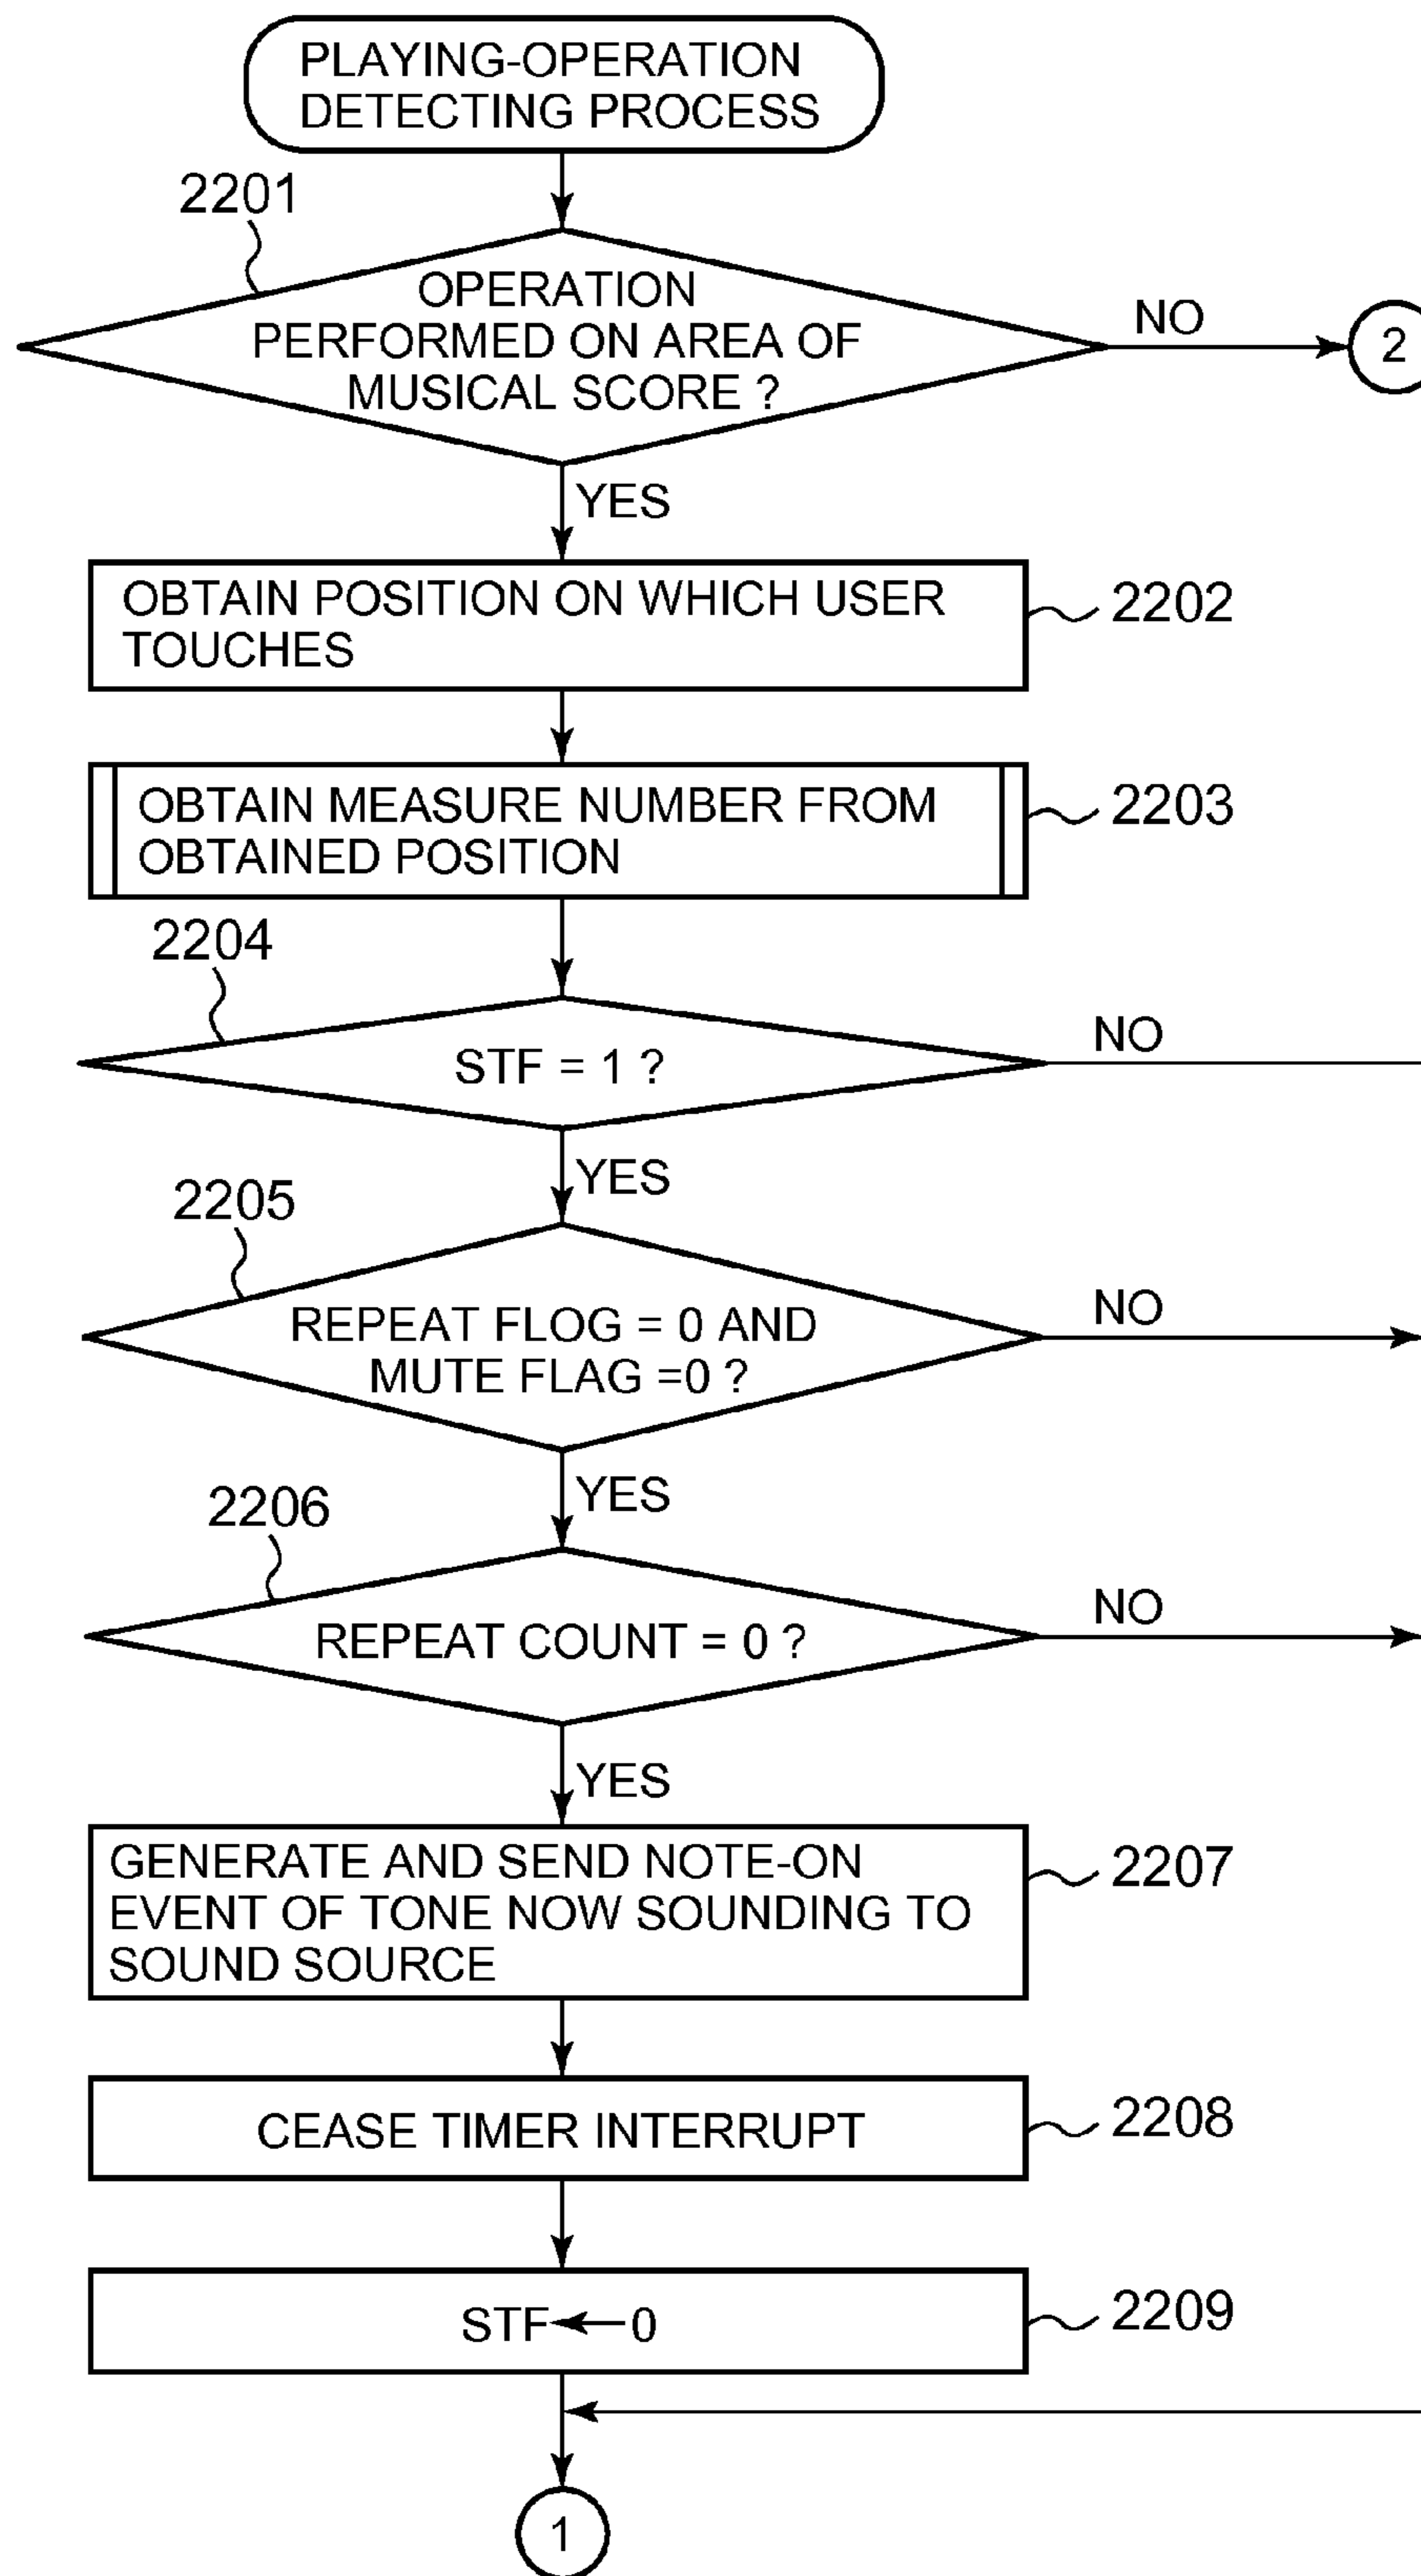 PLAYING-OPERATION
DETECTING PROCESS
2201
OPERATION
PERFORMED ON AREA OF
MUSICAL SCORE ?
NO
2
YES
OBTAIN POSITION ON WHICH USER
TOUCHES
2202
OBTAIN MEASURE NUMBER FROM
OBTAINED POSITION
2203
2204
STF = 1 ?
NO
YES
2205
REPEAT FLOG = 0 AND
MUTE FLAG =0 ?
NO
YES
2206
REPEAT COUNT = 0 ?
NO
YES
GENERATE AND SEND NOTE-ON
EVENT OF TONE NOW SOUNDING TO
SOUND SOURCE
2207
CEASE TIMER INTERRUPT
2208
STF←0
2209
1